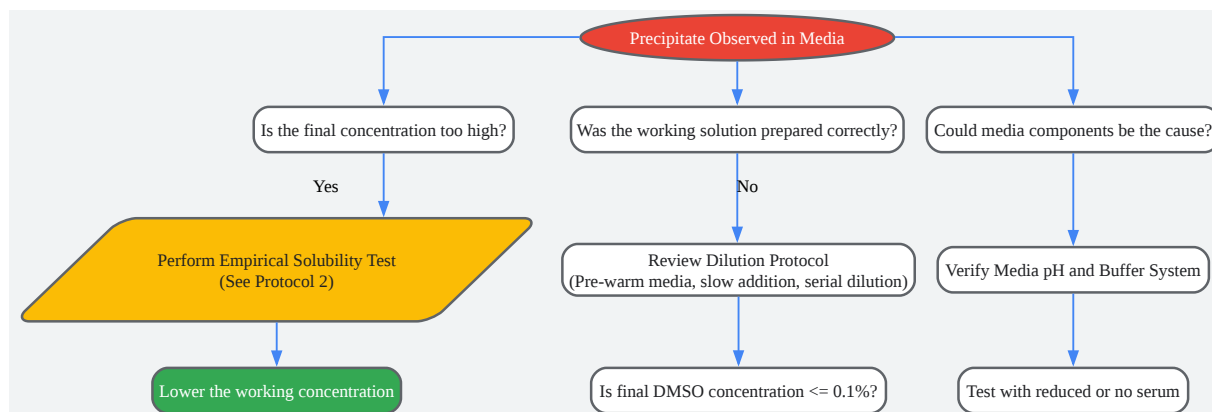 Precipitate Observed in Media
Is the final concentration too high?
Was the working solution prepared correctly?
Could media components be the cause?
Yes
No
Perform Empirical Solubility Test
(See Protocol 2)
Review Dilution Protocol
(Pre-warm media, slow addition, serial dilution)
Verify Media pH and Buffer System
Lower the working concentration
Is final DMSO concentration <= 0.1%?
Test with reduced or no serum